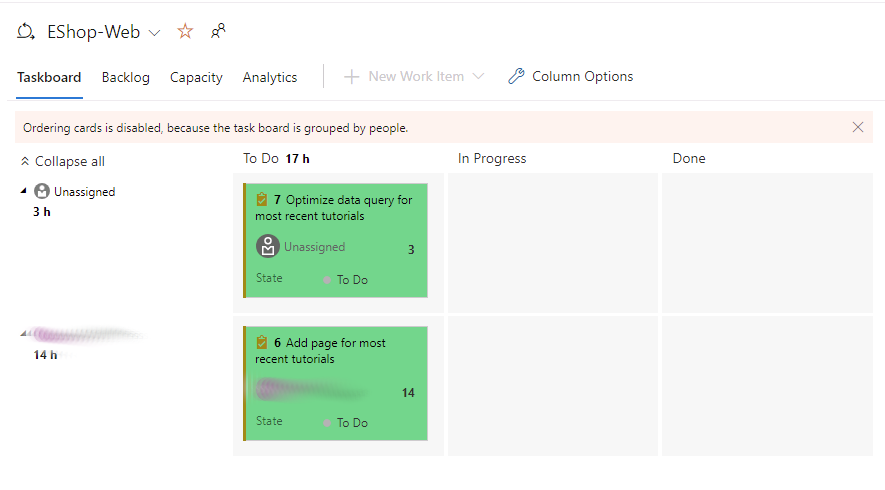 EShop-Web
Taskboard Backlog Capacity Analytics New Work Item Column Options
Ordering cards is disabled, because the task board is grouped by people.
Collapse all To Do 17 h In Progress Done
Unassigned
3 h
7 Optimize data query for
most recent tutorials
Unassigned 3
State To Do
14 h
6 Add page for most
recent tutorials
14
State To Do